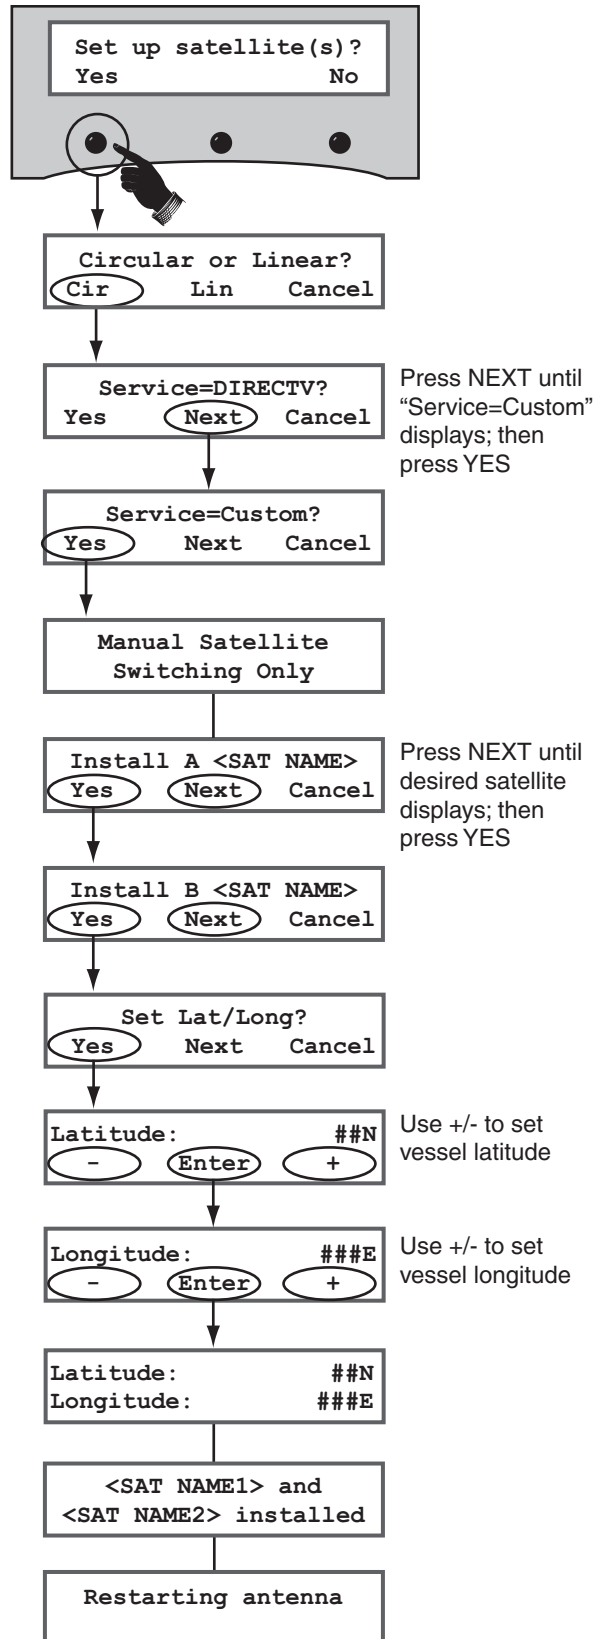 Set up satellite(s)?
Yes No
Circular or Linear?
Cir Lin Cancel
Service=DIRECTV?
Yes Next Cancel
Press NEXT until
“Service=Custom”
displays; then
press YES
Service=Custom?
Yes Next Cancel
Manual Satellite
Switching Only
Install A <SAT NAME>
Yes Next Cancel
Press NEXT until
desired satellite
displays; then
press YES
Install B <SAT NAME>
Yes Next Cancel
Set Lat/Long?
Yes Next Cancel
Latitude: ##N
- Enter +
Use +/- to set
vessel latitude
Longitude: ###E
- Enter +
Use +/- to set
vessel longitude
Latitude: ##N
Longitude: ###E
<SAT NAME1> and
<SAT NAME2> installed
Restarting antenna